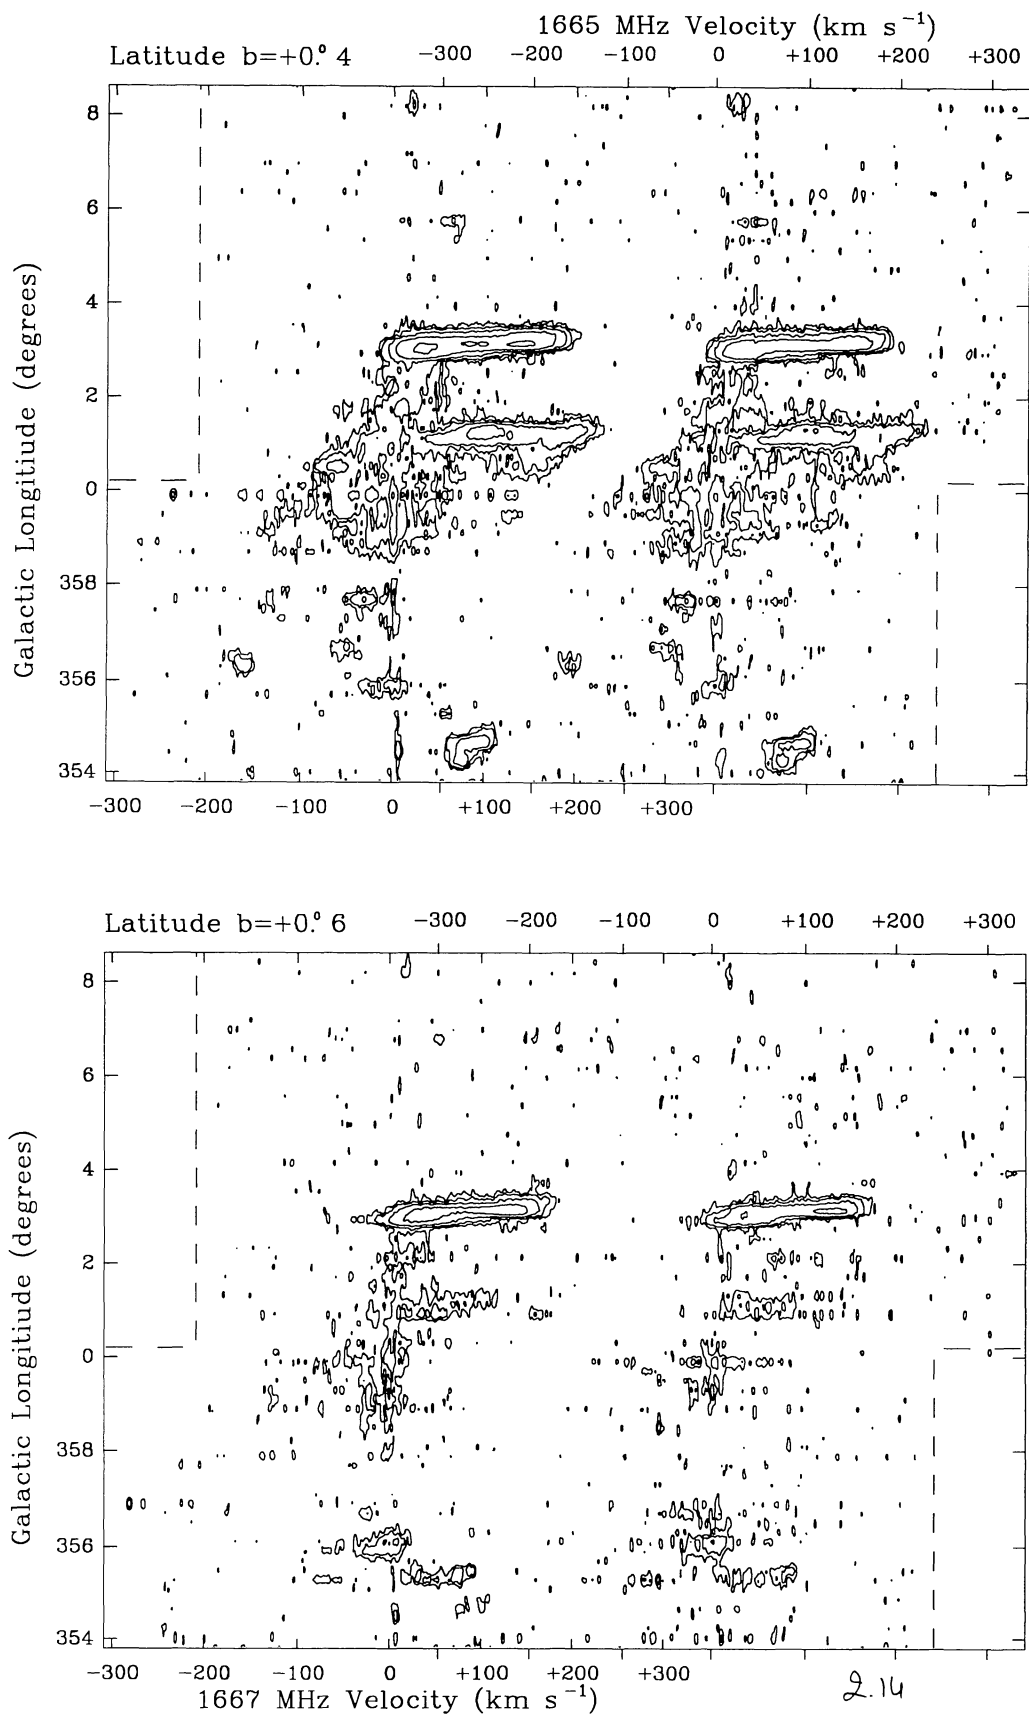 1665 MHz Velocity (km s⁻¹)
Latitude b=+0.°4
−300 −200 −100 0 +100 +200 +300
8
6
4
2
0
358
356
354
Galactic Longitiude (degrees)
−300 −200 −100 0 +100 +200 +300
Latitude b=+0.°6
−300 −200 −100 0 +100 +200 +300
8
6
4
2
0
358
356
354
Galactic Longitiude (degrees)
−300 −200 −100 0 +100 +200 +300
1667 MHz Velocity (km s⁻¹)
2.14